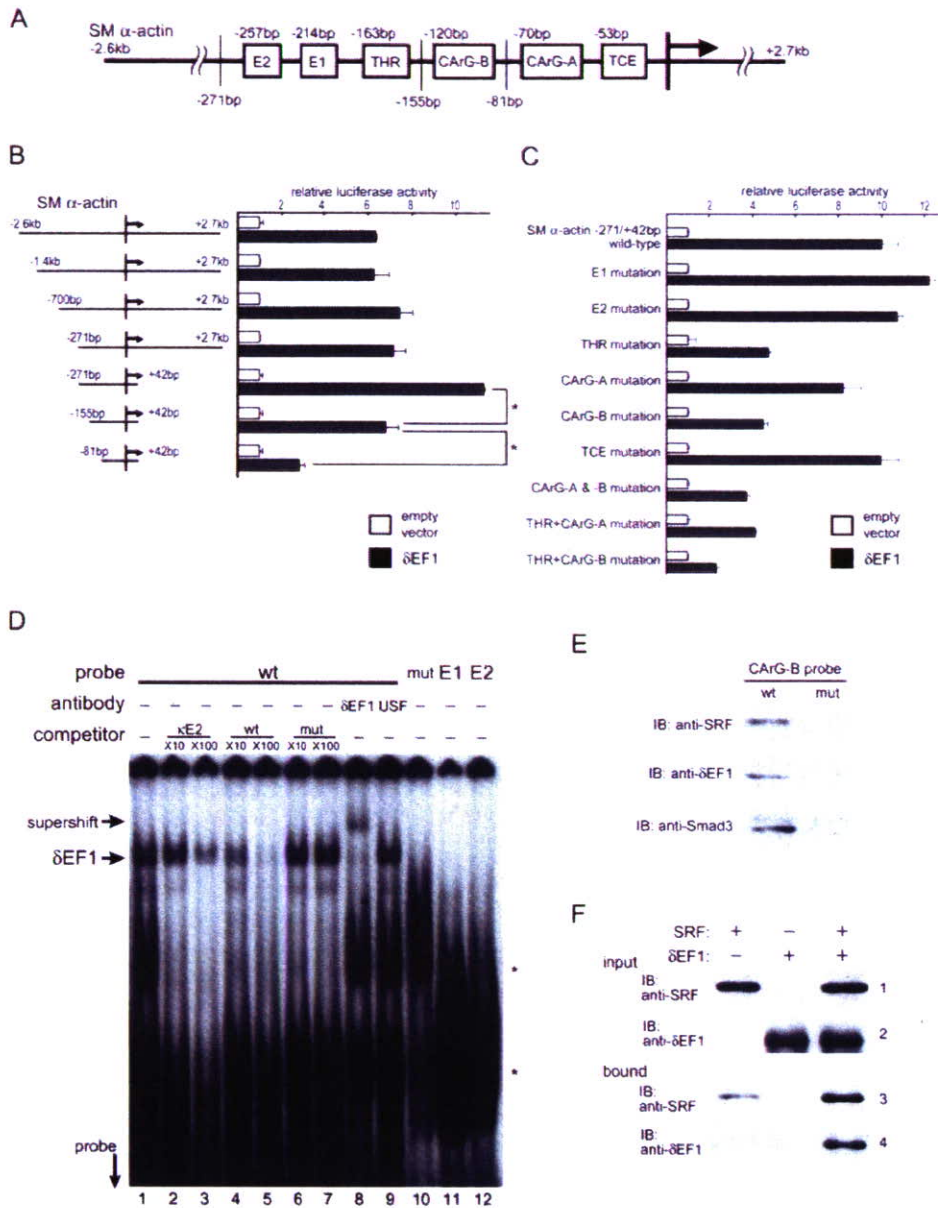 A
SM α-actin
-2.6kb
-257bp -214bp -163bp -120bp -70bp -53bp
E2 E1 THR CArG-B CArG-A TCE
+2.7kb
-271bp -155bp -81bp
B
relative luciferase activity
SM α-actin
2 4 6 8 10
-2.6kb +2.7kb
-1.4kb +2.7kb
-700bp +2.7kb
-271bp +2.7kb
-271bp +42bp
*
-155bp +42bp
*
-81bp +42bp
empty
vector
δEF1
C
relative luciferase activity
2 4 6 8 10 12
SM α-actin -271/+42bp
wild-type
E1 mutation
E2 mutation
THR mutation
CArG-A mutation
CArG-B mutation
TCE mutation
CArG-A & -B mutation
THR+CArG-A mutation
THR+CArG-B mutation
empty
vector
δEF1
D
probe wt mut E1 E2
antibody - - - - - - - δEF1 USF - - -
competitor - κE2 wt mut - - - - -
X10 X100 X10 X100 X10 X100
supershift
δEF1
*
*
probe
1 2 3 4 5 6 7 8 9 10 11 12
E
CArG-B probe
wt mut
IB: anti-SRF
IB: anti-δEF1
IB: anti-Smad3
F
SRF: + - +
δEF1: - + +
input
IB:
anti-SRF
1
IB:
anti-δEF1
2
bound
IB:
anti-SRF
3
IB:
anti-δEF1
4